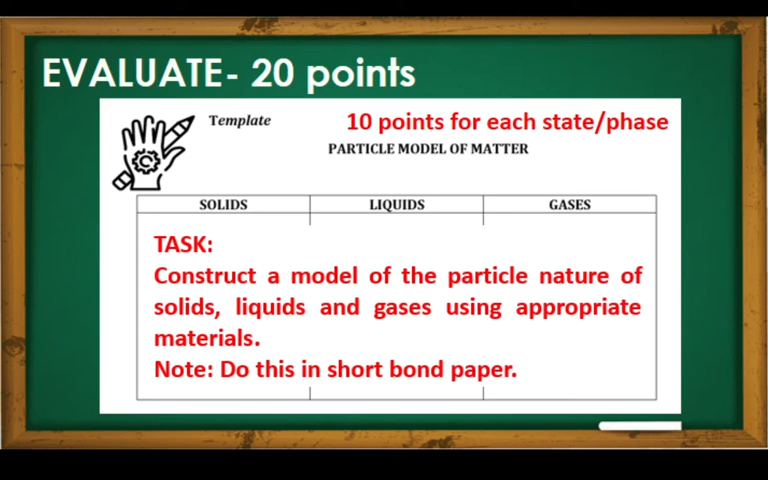 EVALUATE- 20 points
Template
10 points for each state/phase
PARTICLE MODEL OF MATTER
SOLIDS LIQUIDS GASES
TASK:
Construct a model of the particle nature of
solids, liquids and gases using appropriate
materials.
Note: Do this in short bond paper.